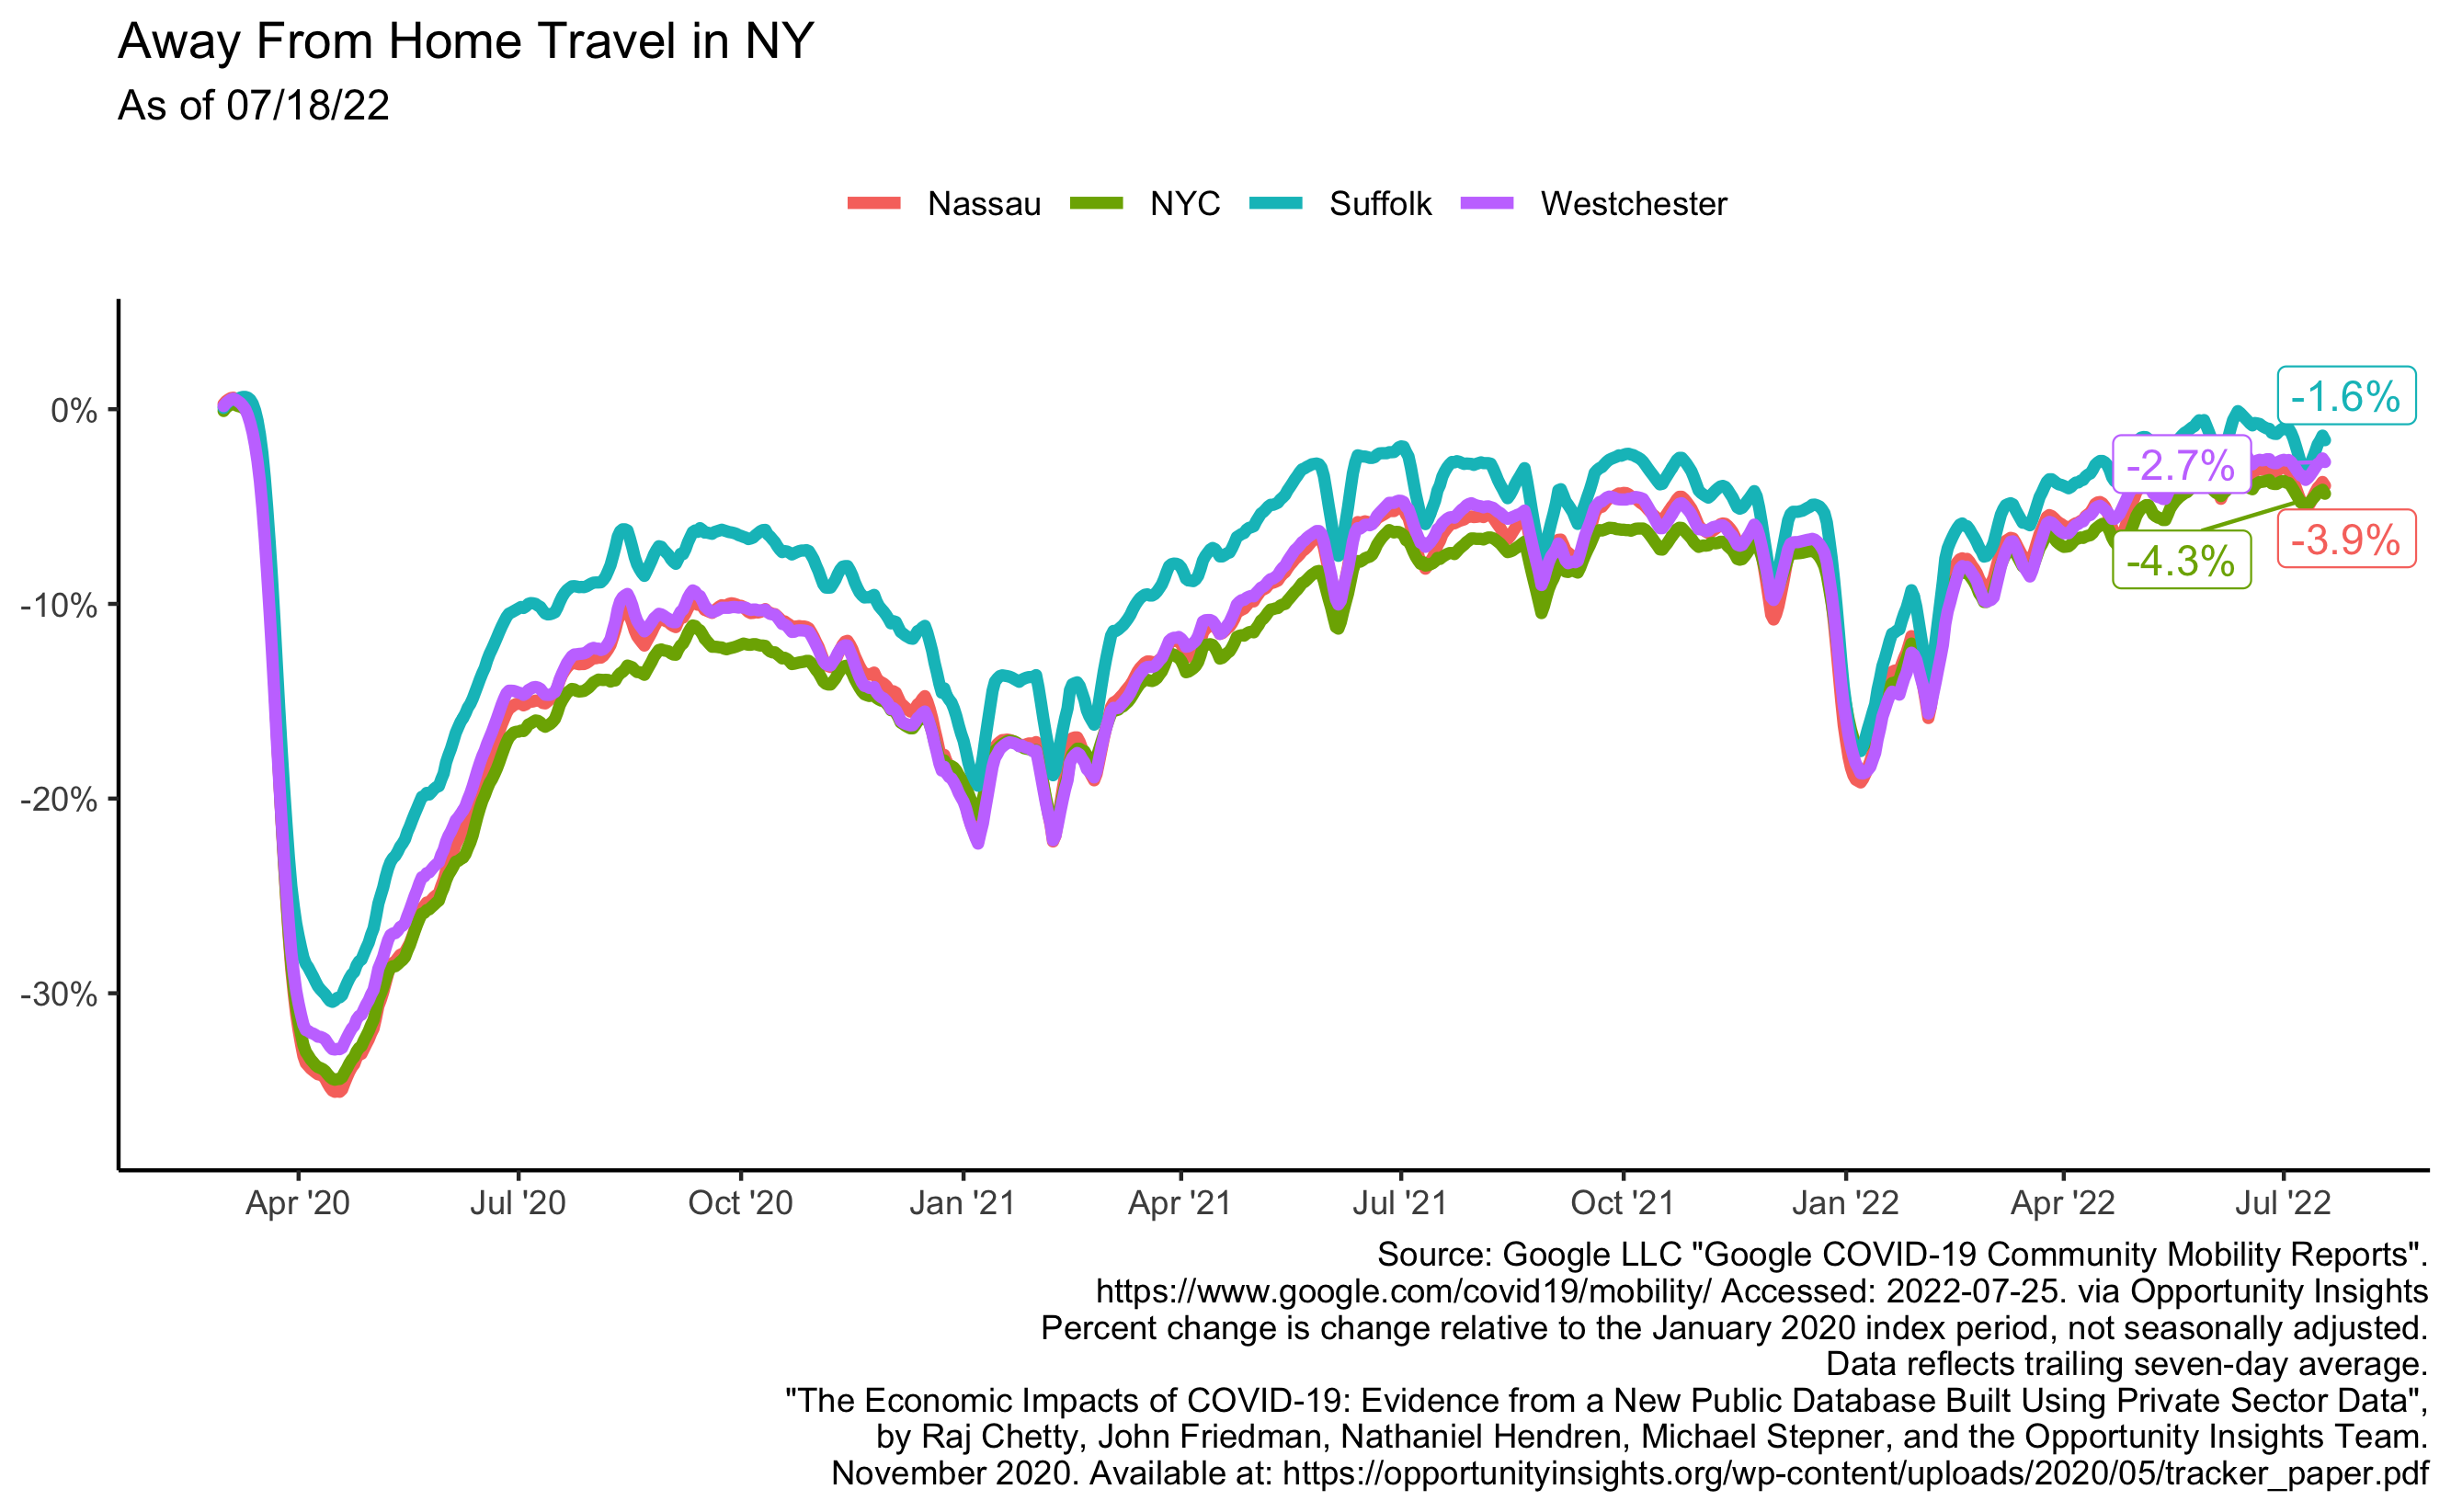 Away From Home Travel in NY
As of 07/18/22
Nassau NYC Suffolk Westchester
0%
-10%
-20%
-30%
-1.6%
-2.7%
-3.9%
-4.3%
Apr '20 Jul '20 Oct '20 Jan '21 Apr '21 Jul '21 Oct '21 Jan '22 Apr '22 Jul '22
Source: Google LLC "Google COVID-19 Community Mobility Reports".
https://www.google.com/covid19/mobility/ Accessed: 2022-07-25. via Opportunity Insights
Percent change is change relative to the January 2020 index period, not seasonally adjusted.
Data reflects trailing seven-day average.
"The Economic Impacts of COVID-19: Evidence from a New Public Database Built Using Private Sector Data",
by Raj Chetty, John Friedman, Nathaniel Hendren, Michael Stepner, and the Opportunity Insights Team.
November 2020. Available at: https://opportunityinsights.org/wp-content/uploads/2020/05/tracker_paper.pdf